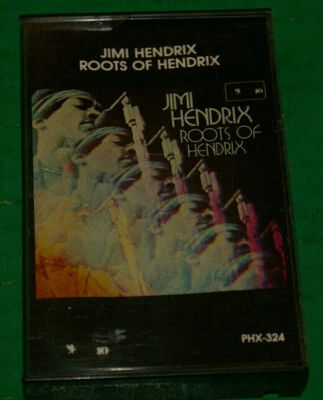 JIMI HENDRIX
ROOTS OF HENDRIX
JIMI
HENDRIX
ROOTS OF
HENDRIX
PHX-324